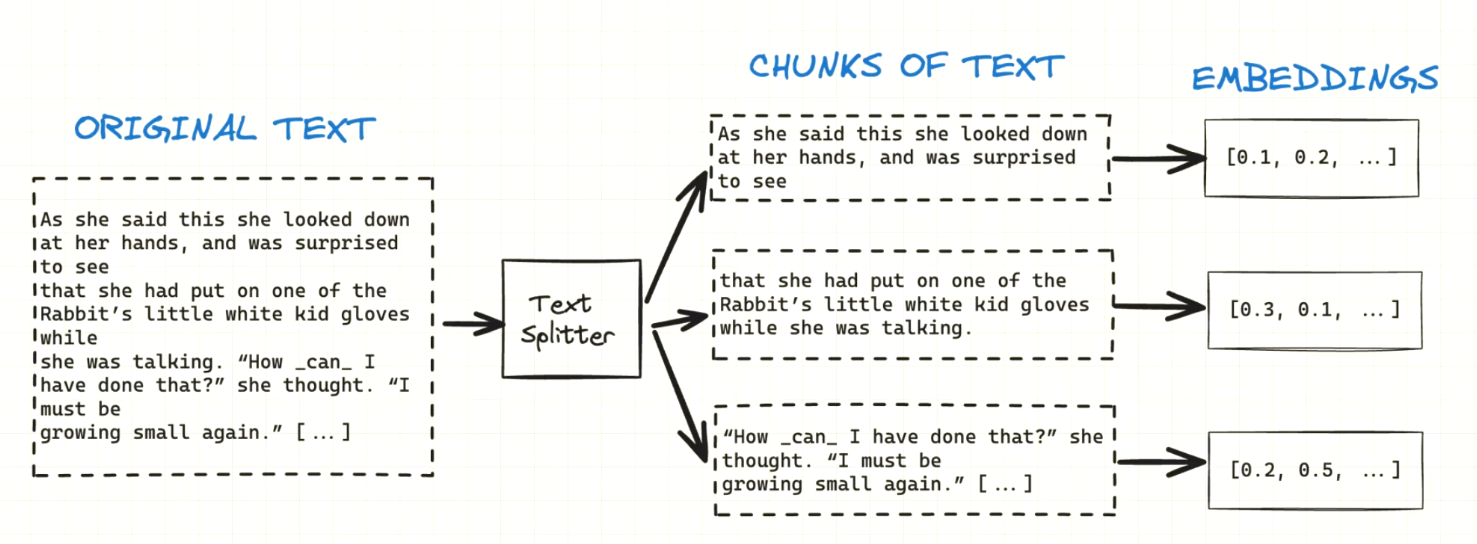 ORIGINAL TEXT
As she said this she looked down
at her hands, and was surprised
to see
that she had put on one of the
Rabbit’s little white kid gloves
while
she was talking. “How _can_ I
have done that?” she thought. “I
must be
growing small again.” [...]
Text
Splitter
CHUNKS OF TEXT
As she said this she looked down
at her hands, and was surprised
to see
that she had put on one of the
Rabbit’s little white kid gloves
while she was talking.
“How _can_ I have done that?” she
thought. “I must be
growing small again.” [...]
EMBEDDINGS
[0.1, 0.2, ...]
[0.3, 0.1, ...]
[0.2, 0.5, ...]